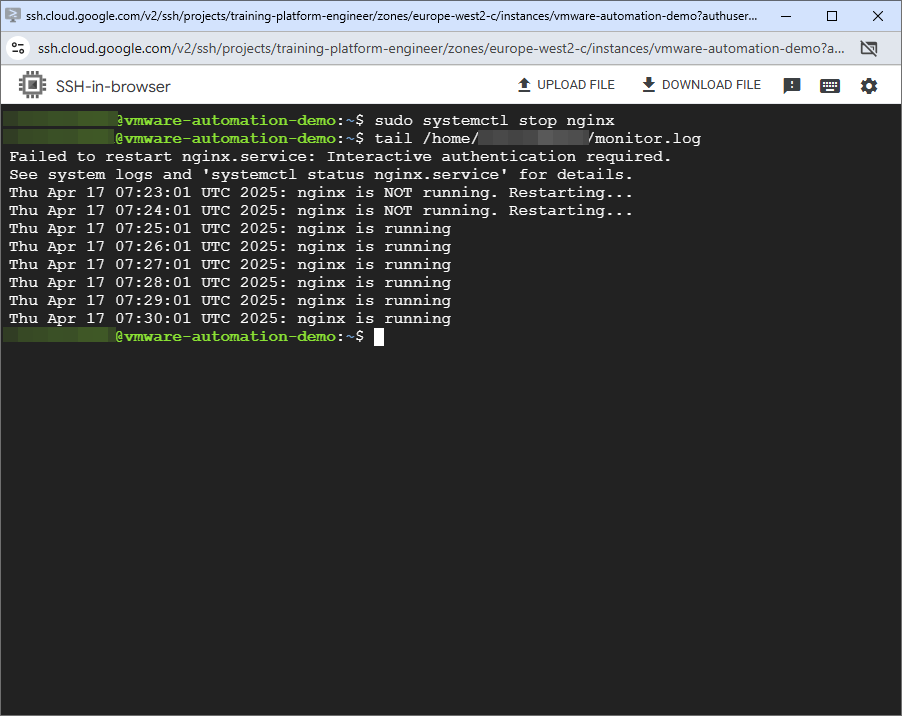 ssh.cloud.google.com/v2/ssh/projects/training-platform-engineer/zones/europe-west2-c/instances/vmware-automation-demo?authuser...
ssh.cloud.google.com/v2/ssh/projects/training-platform-engineer/zones/europe-west2-c/instances/vmware-automation-demo?a...
SSH-in-browser UPLOAD FILE DOWNLOAD FILE
@vmware-automation-demo:~$ sudo systemctl stop nginx
@vmware-automation-demo:~$ tail /home/ /monitor.log
Failed to restart nginx.service: Interactive authentication required.
See system logs and 'systemctl status nginx.service' for details.
Thu Apr 17 07:23:01 UTC 2025: nginx is NOT running. Restarting...
Thu Apr 17 07:24:01 UTC 2025: nginx is NOT running. Restarting...
Thu Apr 17 07:25:01 UTC 2025: nginx is running
Thu Apr 17 07:26:01 UTC 2025: nginx is running
Thu Apr 17 07:27:01 UTC 2025: nginx is running
Thu Apr 17 07:28:01 UTC 2025: nginx is running
Thu Apr 17 07:29:01 UTC 2025: nginx is running
Thu Apr 17 07:30:01 UTC 2025: nginx is running
@vmware-automation-demo:~$